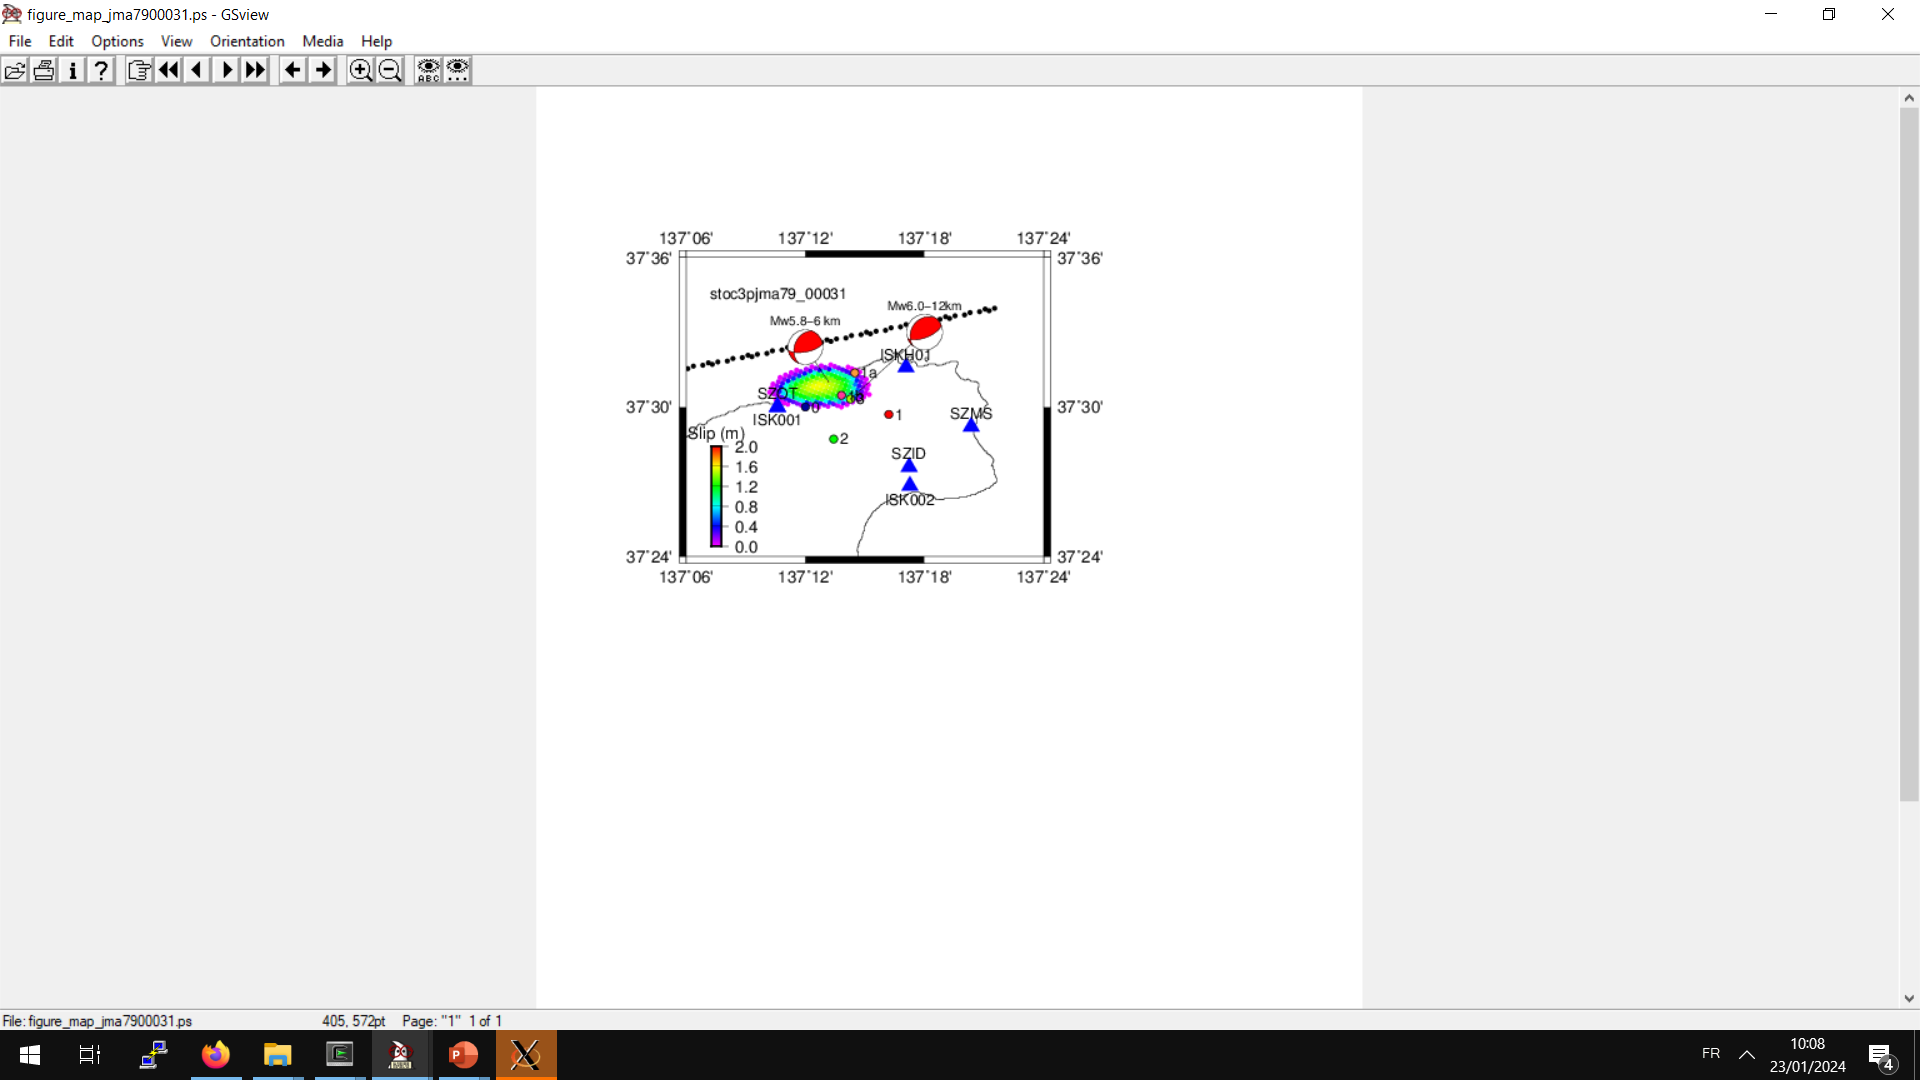 figure_map_jma7900031.ps - GSview
File Edit Options View Orientation Media Help
137°06' 137°12' 137°18' 137°24'
37°36' 37°36'
stoc3pjma79_00031
Mw6.0–12km
Mw5.8–6 km
ISKH01
1a
SZOT
0
1
SZMS
ISK001
Slip (m)
2
2.0
SZID
1.6
1.2
ISK002
0.8
0.4
0.0
37°30' 37°30'
37°24' 37°24'
137°06' 137°12' 137°18' 137°24'
File: figure_map_jma7900031.ps 405, 572pt Page: "1" 1 of 1
FR
10:08
23/01/2024
4